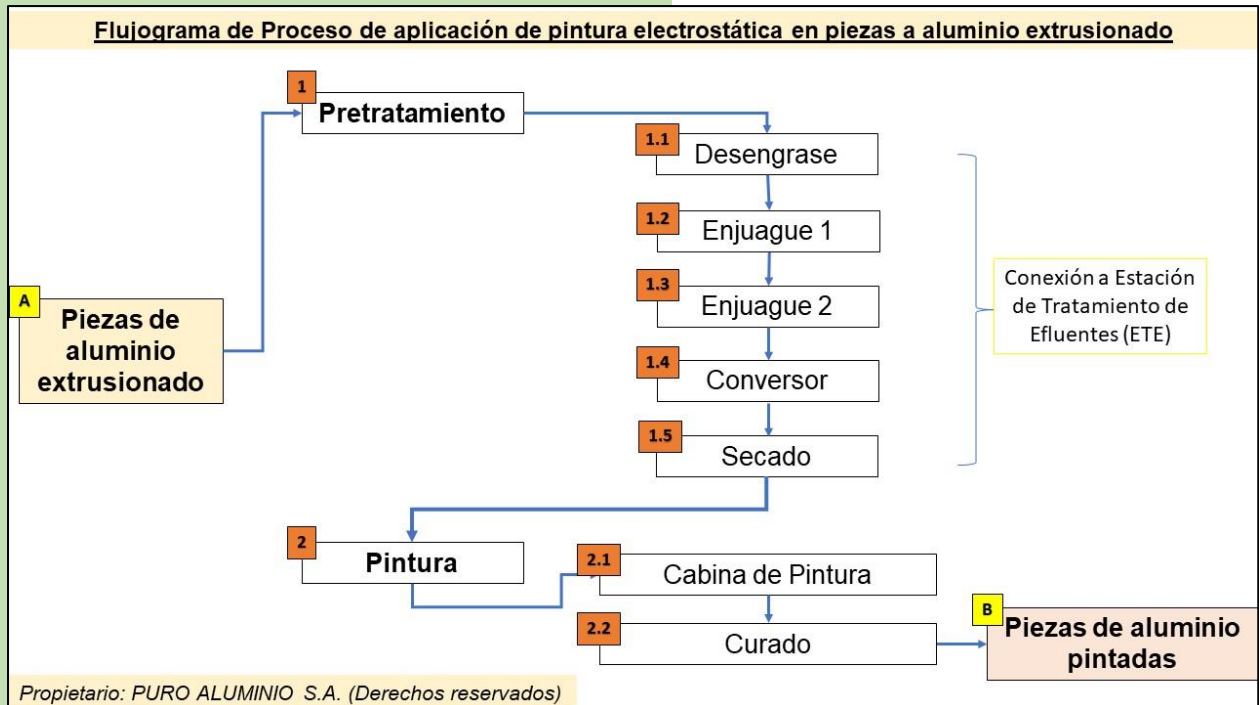 Flujograma de Proceso de aplicación de pintura electrostática en piezas a aluminio extrusionado
1
Pretratamiento
1.1
Desengrase
1.2
Enjuague 1
1.3
Enjuague 2
1.4
Conversor
1.5
Secado
Conexión a Estación
de Tratamiento de
Efluentes (ETE)
A
Piezas de
aluminio
extrusionado
2
Pintura
2.1
Cabina de Pintura
2.2
Curado
B
Piezas de aluminio
pintadas
Propietario: PURO ALUMINIO S.A. (Derechos reservados)